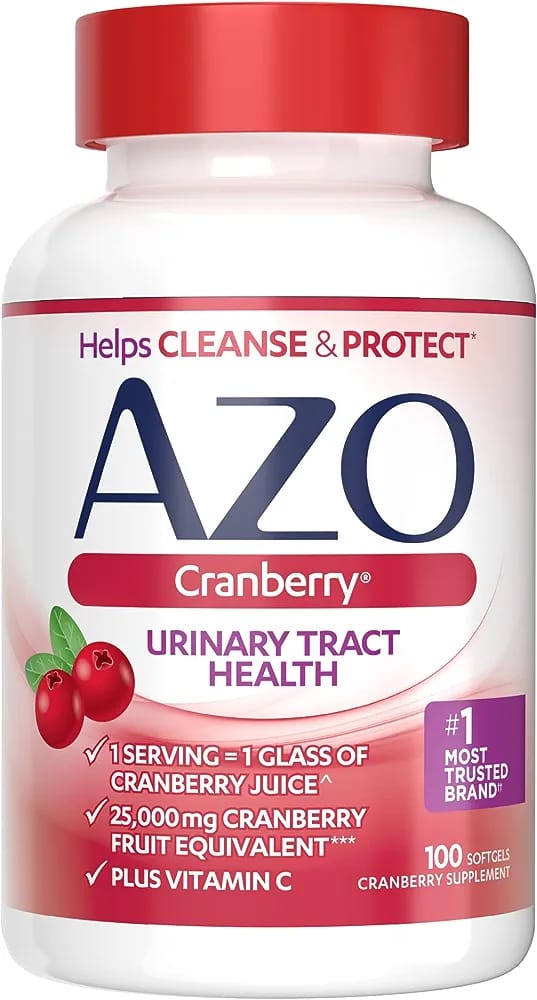 Helps CLEANSE & PROTECT*
AZO
Cranberry®
URINARY TRACT
HEALTH
✓ 1 SERVING = 1 GLASS OF
CRANBERRY JUICE^
✓ 25,000 mg CRANBERRY
FRUIT EQUIVALENT***
✓ PLUS VITAMIN C
#1
MOST
TRUSTED
BRAND††
100 SOFTGELS
CRANBERRY SUPPLEMENT